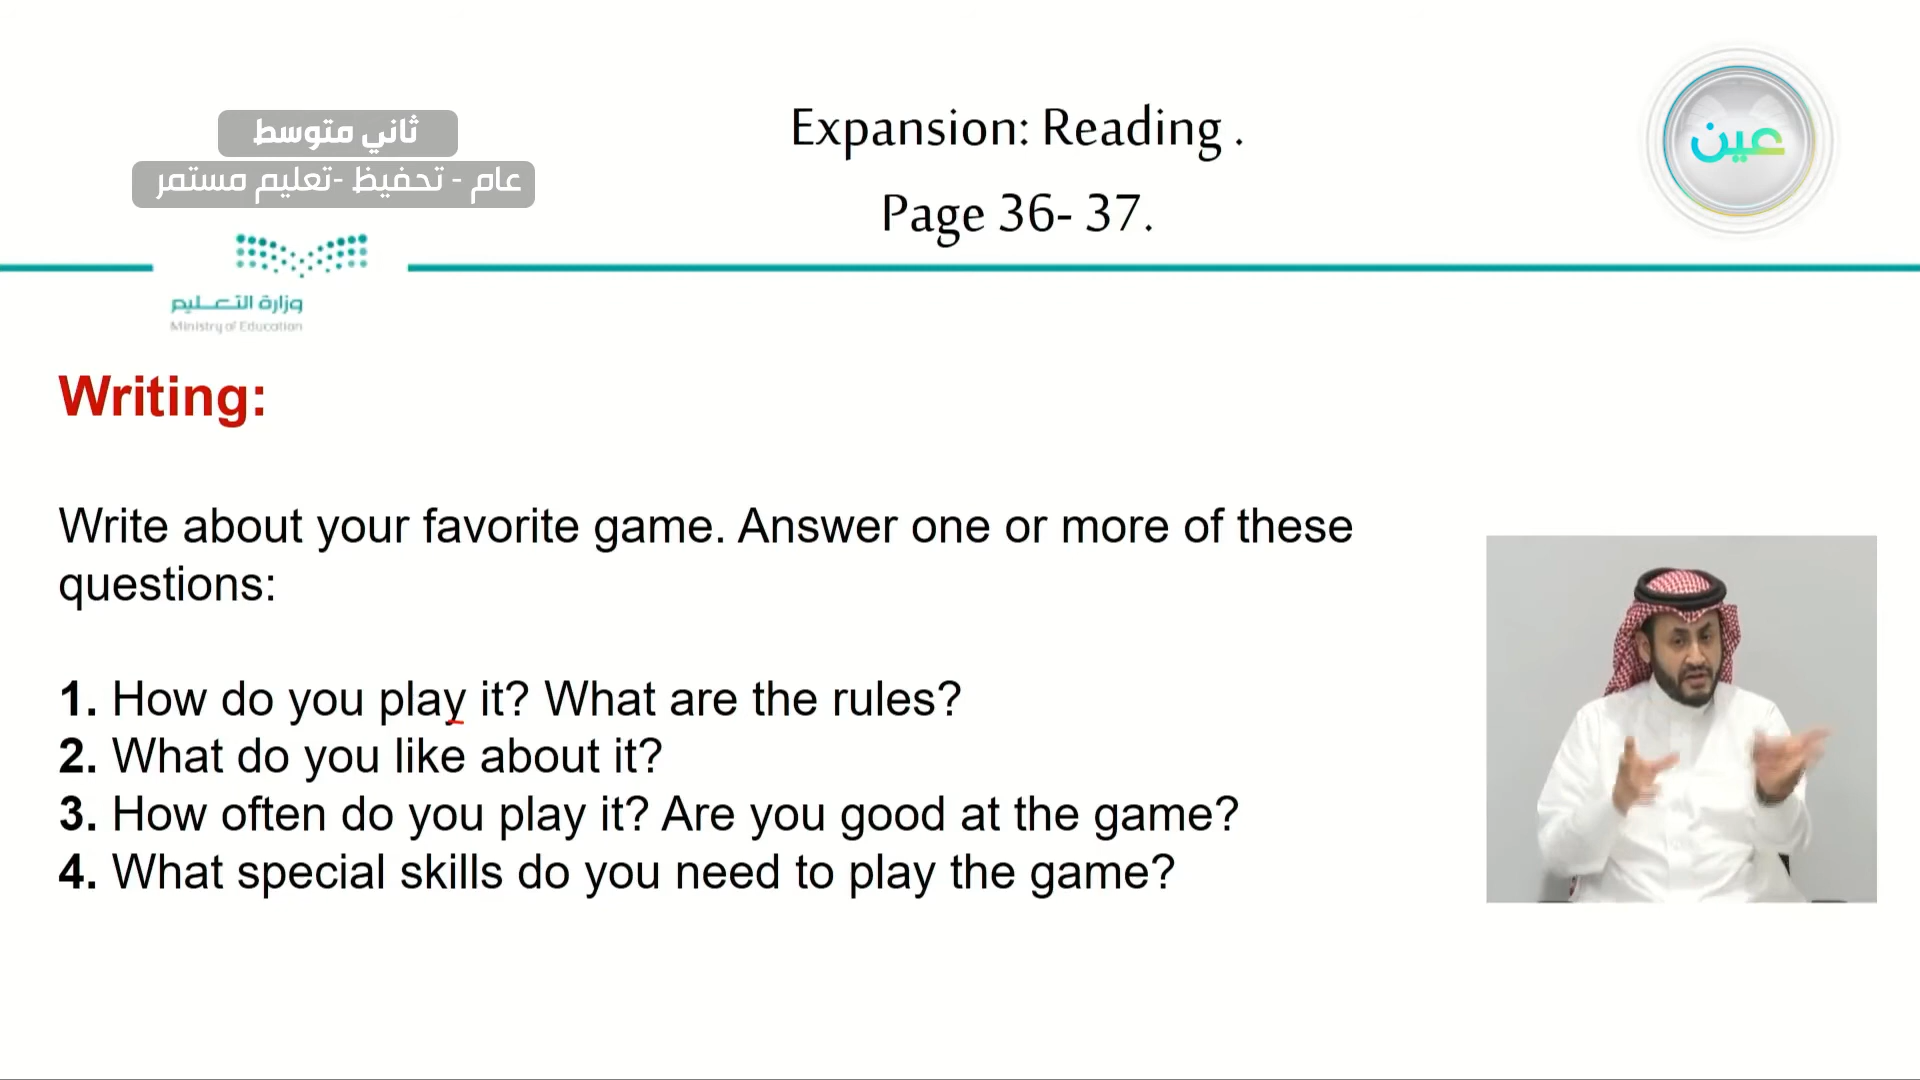 Expansion: Reading .
Page 36- 37.
ثاني متوسط
عام - تحفيظ -تعليم مستمر
عين
وزارة التعليم
Ministry of Education
Writing:
Write about your favorite game. Answer one or more of these
questions:
1. How do you play it? What are the rules?
2. What do you like about it?
3. How often do you play it? Are you good at the game?
4. What special skills do you need to play the game?